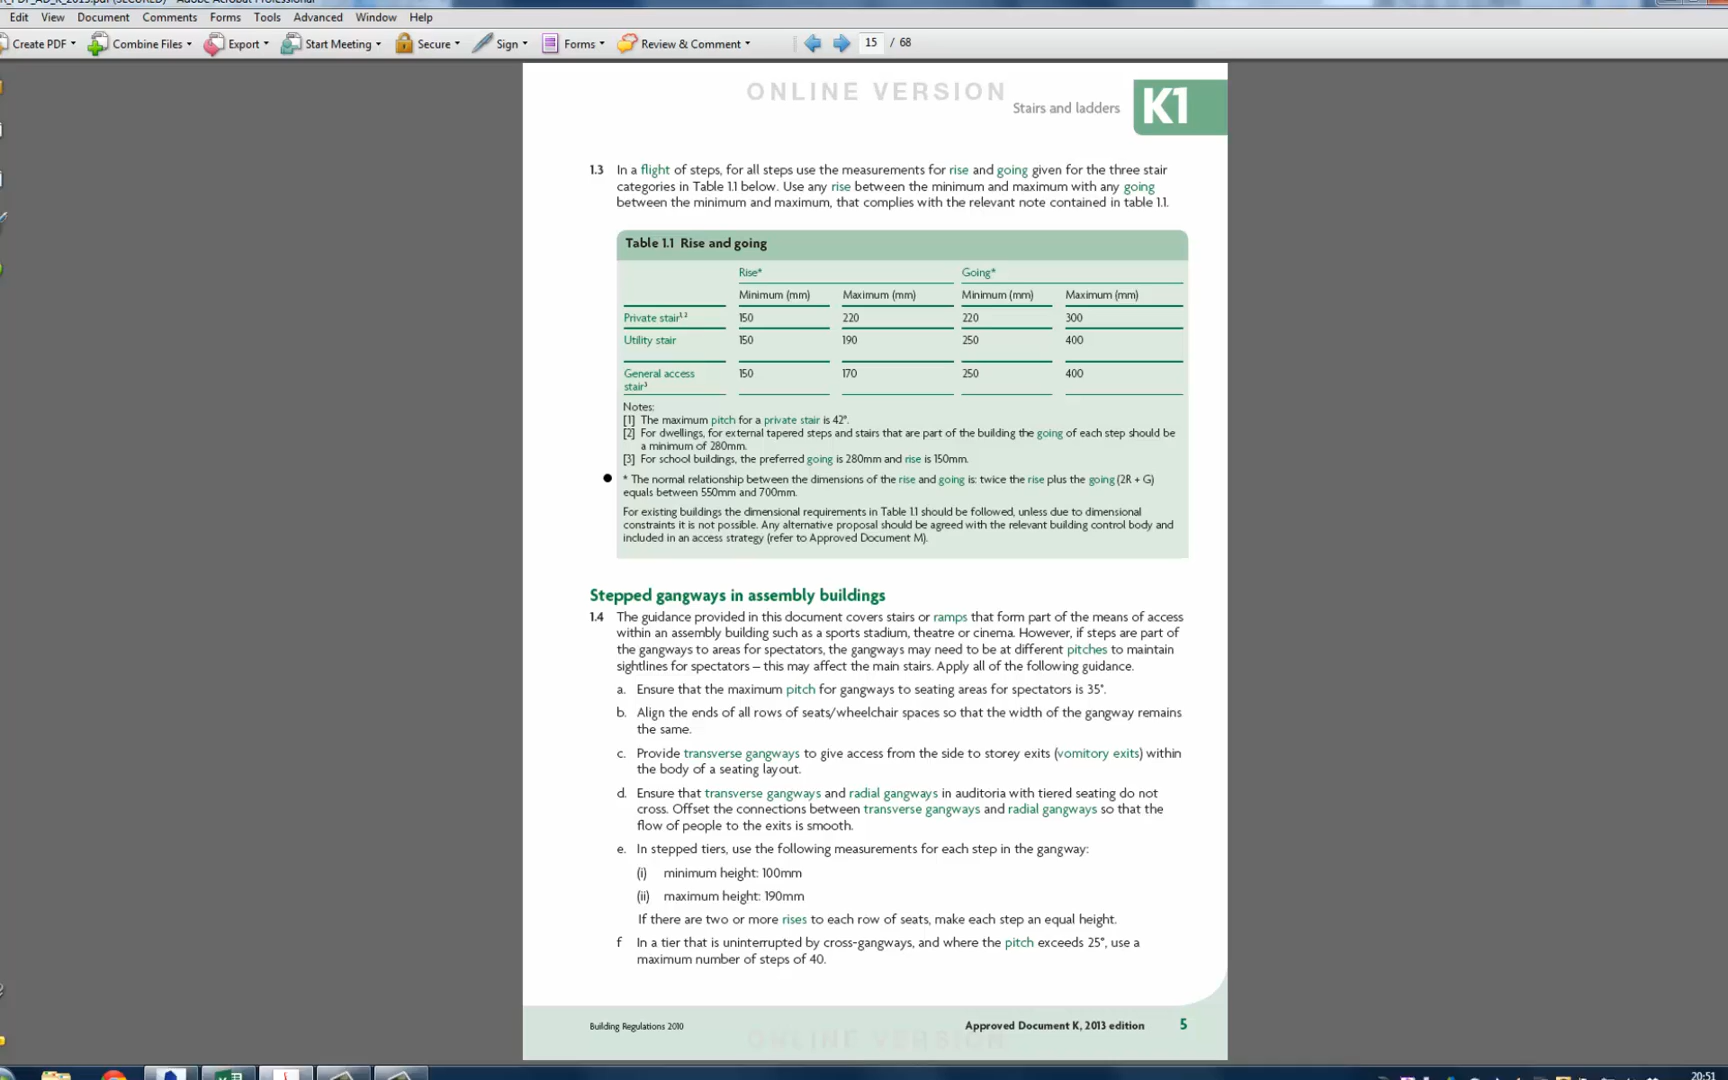 Edit View Document Comments Forms Tools Advanced Window Help
Create PDF Combine Files Export Start Meeting Secure Sign Forms Review & Comment 15 / 68
ONLINE VERSION
Stairs and ladders K1
1.3 In a flight of steps, for all steps use the measurements for rise and going given for the three stair
categories in Table 1.1 below. Use any rise between the minimum and maximum with any going
between the minimum and maximum, that complies with the relevant note contained in table 1.1.
Table 1.1 Rise and going
Rise* Going*
Minimum (mm) Maximum (mm) Minimum (mm) Maximum (mm)
Private stair1,2 150 220 220 300
Utility stair 150 190 250 400
General access 150 170 250 400
stair3
Notes:
[1] The maximum pitch for a private stair is 42°.
[2] For dwellings, for external tapered steps and stairs that are part of the building the going of each step should be
a minimum of 280mm.
[3] For school buildings, the preferred going is 280mm and rise is 150mm.
* The normal relationship between the dimensions of the rise and going is: twice the rise plus the going (2R + G)
equals between 550mm and 700mm.
For existing buildings the dimensional requirements in Table 1.1 should be followed, unless due to dimensional
constraints it is not possible. Any alternative proposal should be agreed with the relevant building control body and
included in an access strategy (refer to Approved Document M).
Stepped gangways in assembly buildings
1.4 The guidance provided in this document covers stairs or ramps that form part of the means of access
within an assembly building such as a sports stadium, theatre or cinema. However, if steps are part of
the gangways to areas for spectators, the gangways may need to be at different pitches to maintain
sightlines for spectators – this may affect the main stairs. Apply all of the following guidance.
a. Ensure that the maximum pitch for gangways to seating areas for spectators is 35°.
b. Align the ends of all rows of seats/wheelchair spaces so that the width of the gangway remains
the same.
c. Provide transverse gangways to give access from the side to storey exits (vomitory exits) within
the body of a seating layout.
d. Ensure that transverse gangways and radial gangways in auditoria with tiered seating do not
cross. Offset the connections between transverse gangways and radial gangways so that the
flow of people to the exits is smooth.
e. In stepped tiers, use the following measurements for each step in the gangway:
(i) minimum height: 100mm
(ii) maximum height: 190mm
If there are two or more rises to each row of seats, make each step an equal height.
f In a tier that is uninterrupted by cross-gangways, and where the pitch exceeds 25°, use a
maximum number of steps of 40.
Building Regulations 2010 Approved Document K, 2013 edition 5
ONLINE VERSION
20:51